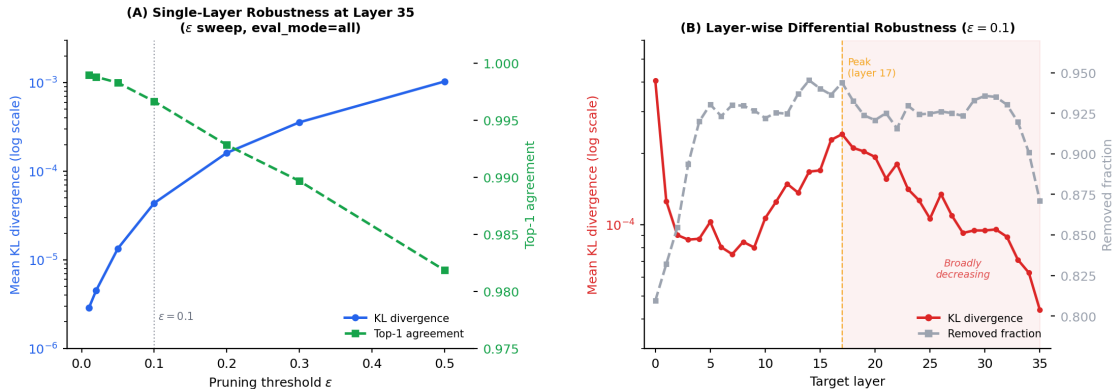 (A) Single-Layer Robustness at Layer 35
(ε sweep, eval_mode=all)
Mean KL divergence (log scale)
10⁻³
10⁻⁴
10⁻⁵
10⁻⁶
1.000
0.995
0.990
0.985
0.980
0.975
Top-1 agreement
ε = 0.1
KL divergence
Top-1 agreement
0.0 0.1 0.2 0.3 0.4 0.5
Pruning threshold ε
(B) Layer-wise Differential Robustness (ε = 0.1)
Mean KL divergence (log scale)
10⁻⁴
Peak
(layer 17)
Broadly
decreasing
KL divergence
Removed fraction
0.950
0.925
0.900
0.875
0.850
0.825
0.800
Removed fraction
0 5 10 15 20 25 30 35
Target layer